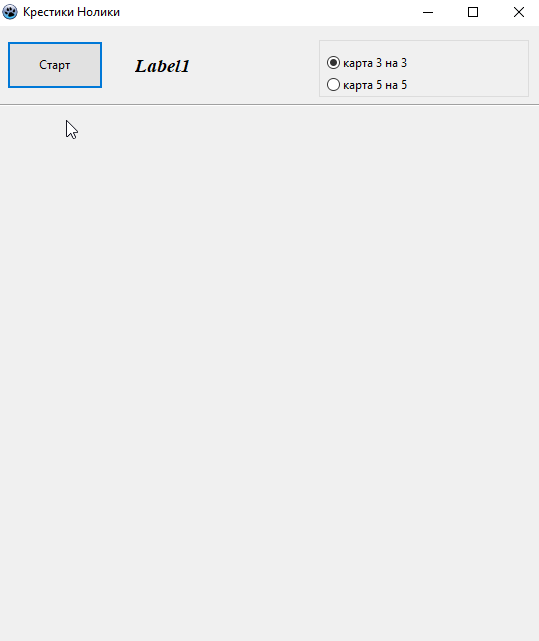 Крестики Нолики
Старт
Label1
карта 3 на 3
карта 5 на 5